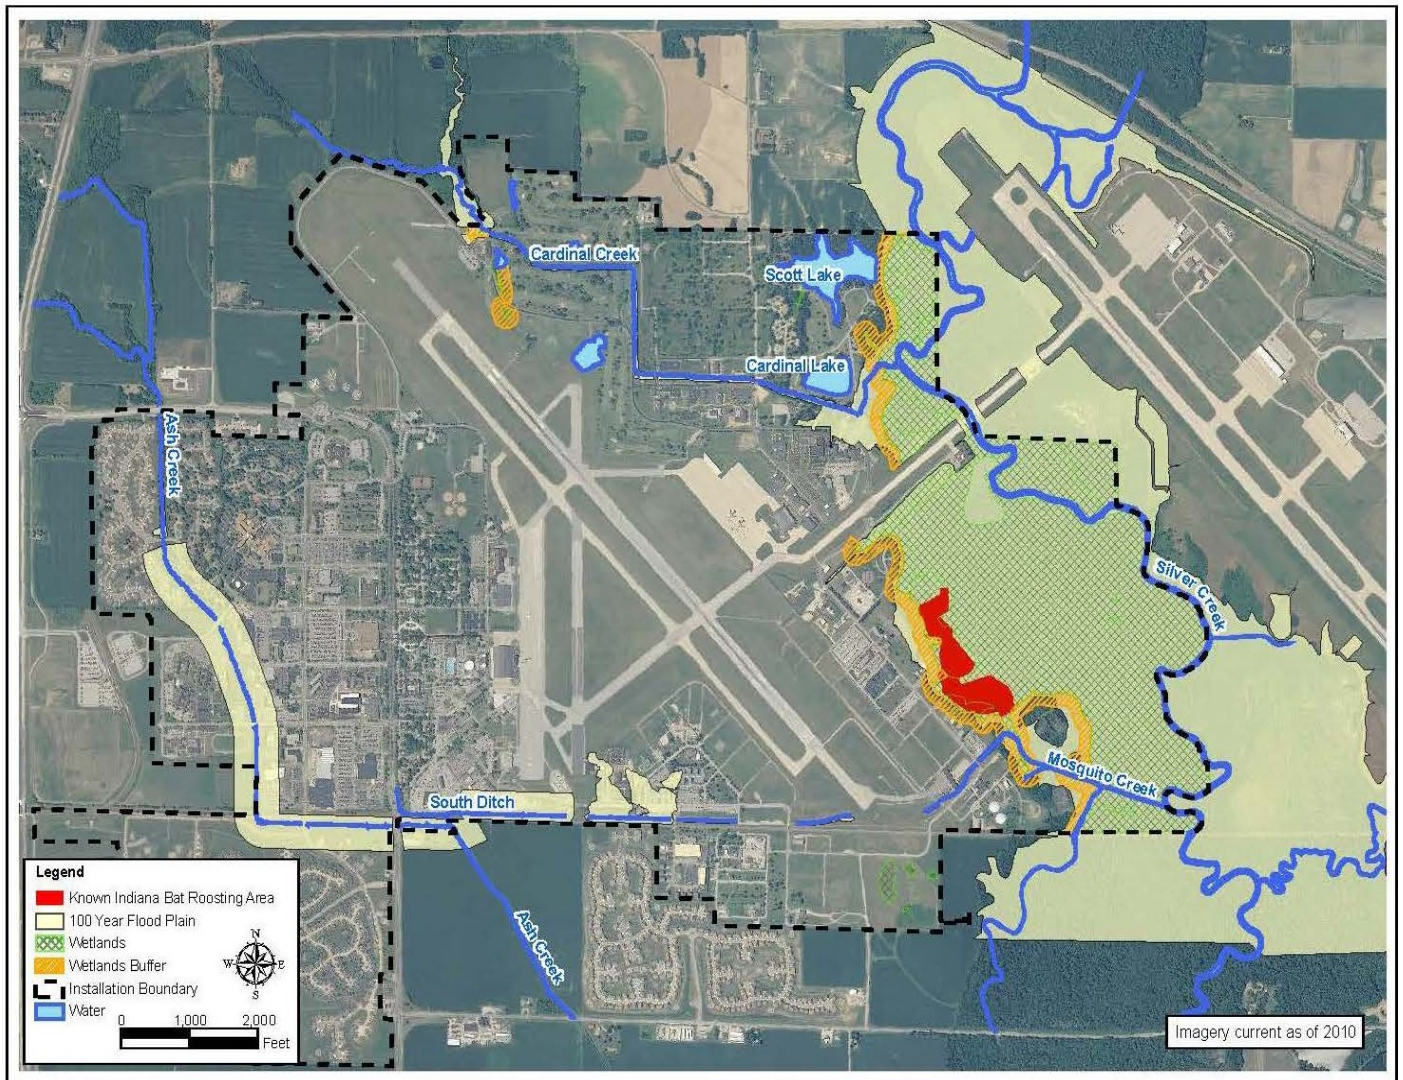 Cardinal Creek
Scott Lake
Cardinal Lake
Ash Creek
Silver Creek
Mosquito Creek
South Ditch
Ash Creek
Legend
Known Indiana Bat Roosting Area
100 Year Flood Plain
Wetlands
Wetlands Buffer
Installation Boundary
Water
N
W E
S
0 1,000 2,000
Feet
Imagery current as of 2010